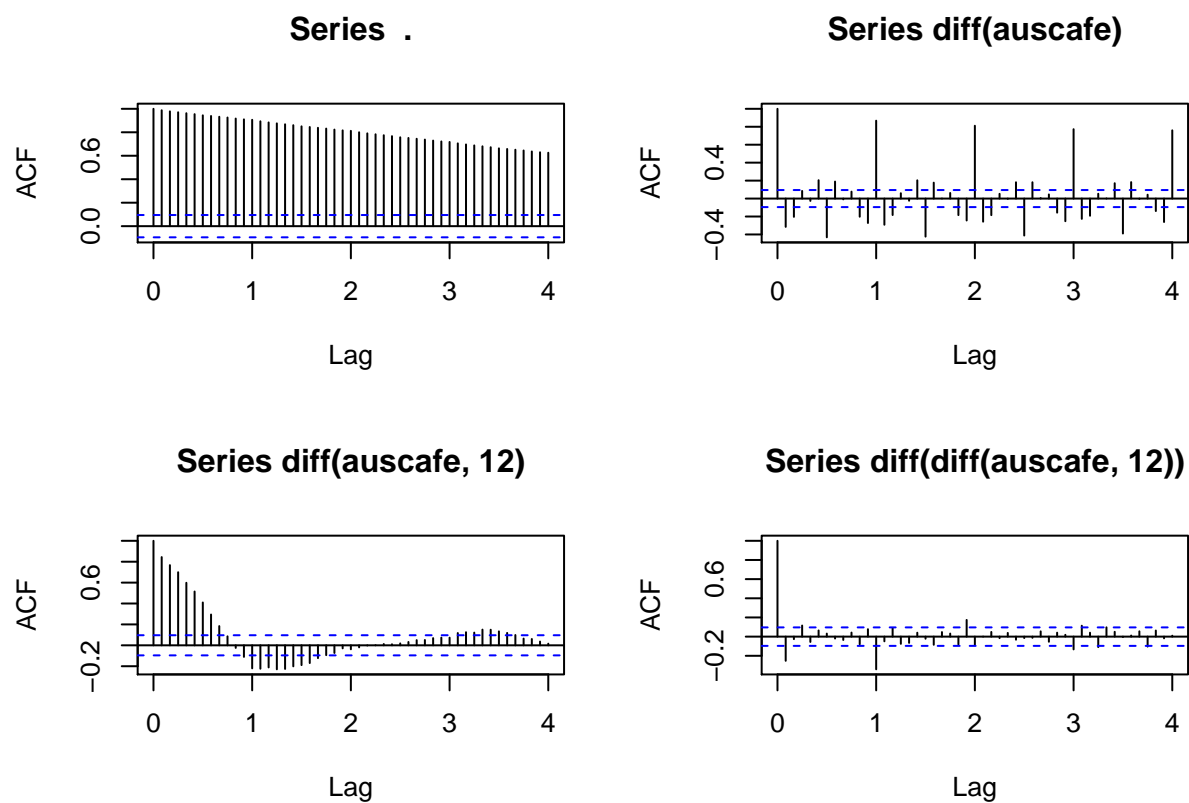 Series .
ACF
0.0 0.6
0 1 2 3 4
Lag
Series diff(auscafe)
ACF
−0.4 0.4
0 1 2 3 4
Lag
Series diff(auscafe, 12)
ACF
−0.2 0.6
0 1 2 3 4
Lag
Series diff(diff(auscafe, 12))
ACF
−0.2 0.6
0 1 2 3 4
Lag